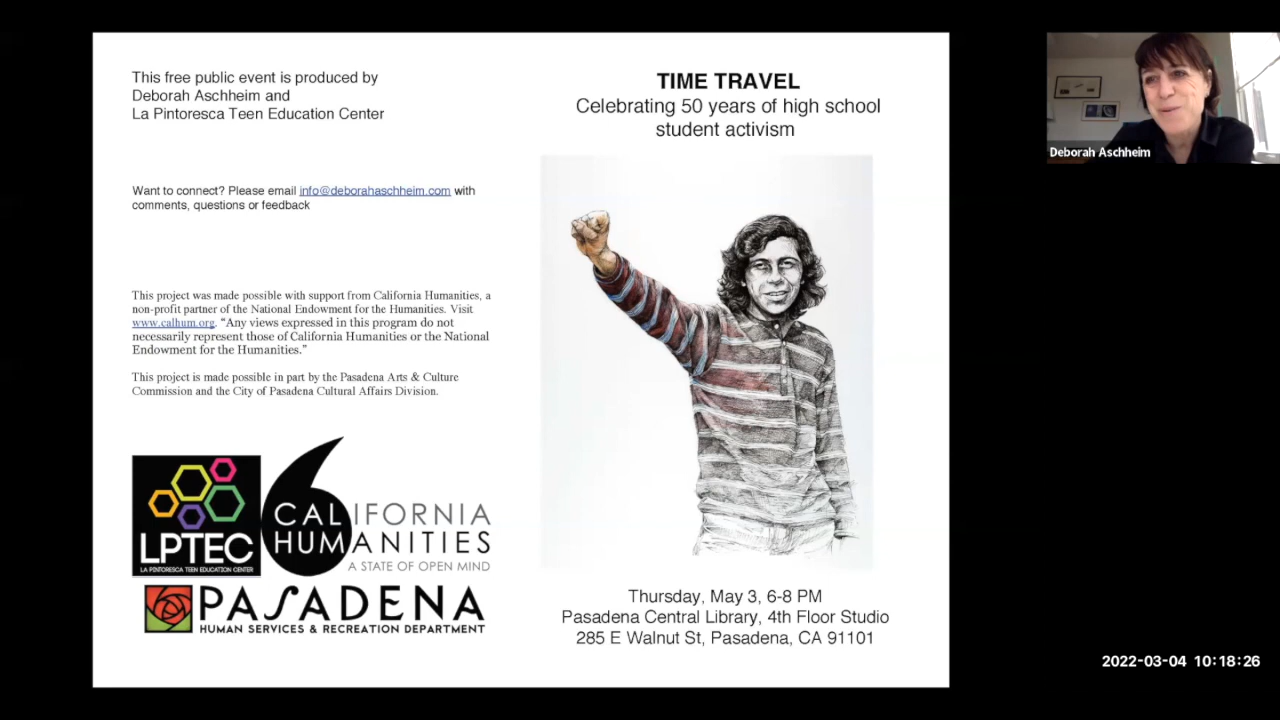 This free public event is produced by
Deborah Aschheim and
La Pintoresca Teen Education Center
Want to connect? Please email info@deborahaschheim.com with
comments, questions or feedback
This project was made possible with support from California Humanities, a
non-profit partner of the National Endowment for the Humanities. Visit
www.calhum.org. “Any views expressed in this program do not
necessarily represent those of California Humanities or the National
Endowment for the Humanities.”
This project is made possible in part by the Pasadena Arts & Culture
Commission and the City of Pasadena Cultural Affairs Division.
LPTEC
LA PINTORESCA TEEN EDUCATION CENTER
CALIFORNIA
HUMANITIES
A STATE OF OPEN MIND
PASADENA
HUMAN SERVICES & RECREATION DEPARTMENT
TIME TRAVEL
Celebrating 50 years of high school
student activism
Thursday, May 3, 6-8 PM
Pasadena Central Library, 4th Floor Studio
285 E Walnut St, Pasadena, CA 91101
Deborah Aschheim
2022-03-04 10:18:26